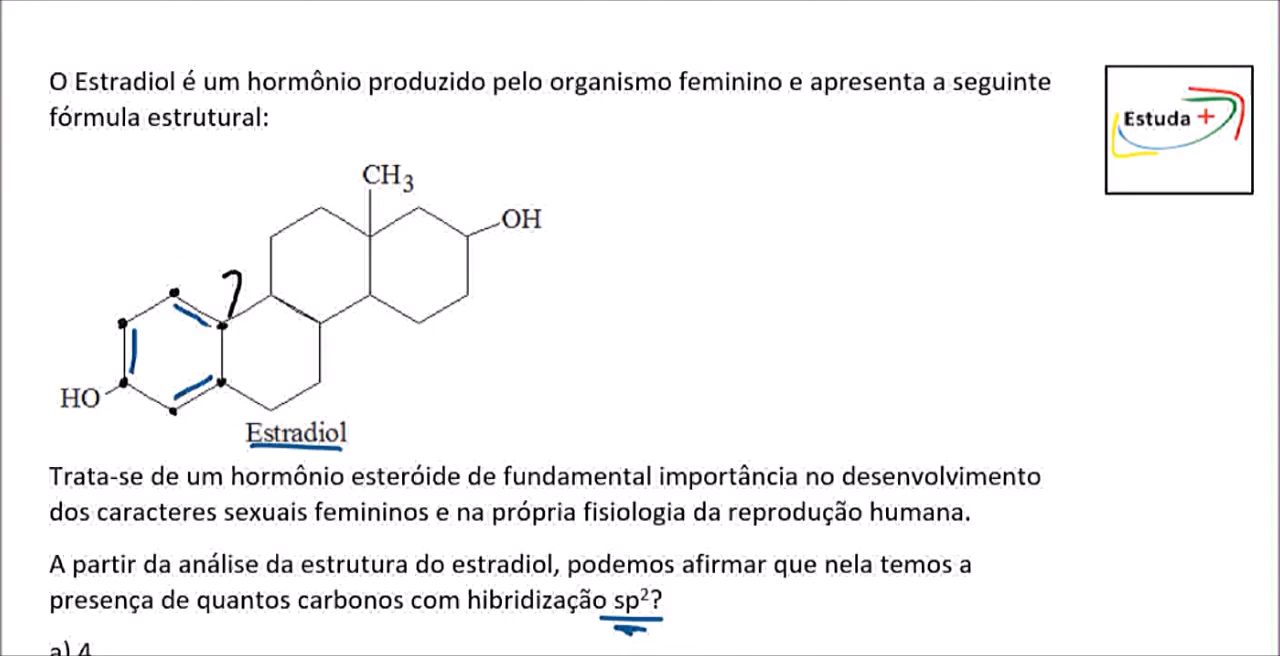 O Estradiol é um hormônio produzido pelo organismo feminino e apresenta a seguinte
fórmula estrutural:
Estuda +
CH3
OH
HO
Estradiol
Trata-se de um hormônio esteróide de fundamental importância no desenvolvimento
dos caracteres sexuais femininos e na própria fisiologia da reprodução humana.
A partir da análise da estrutura do estradiol, podemos afirmar que nela temos a
presença de quantos carbonos com hibridização sp²?
a) 4